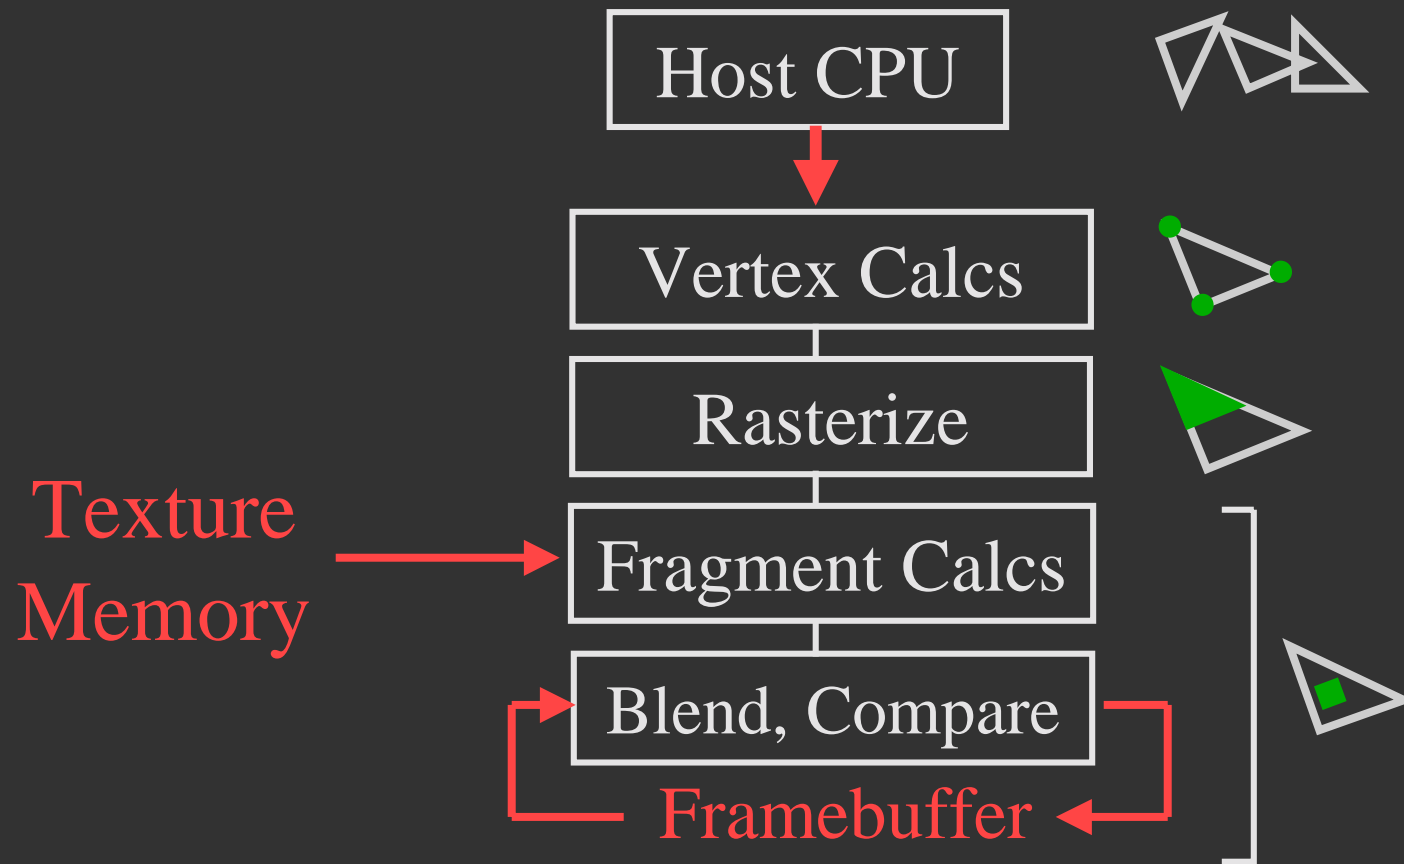 Host CPU
Vertex Calcs
Rasterize
Texture
Memory
Fragment Calcs
Blend, Compare
Framebuffer